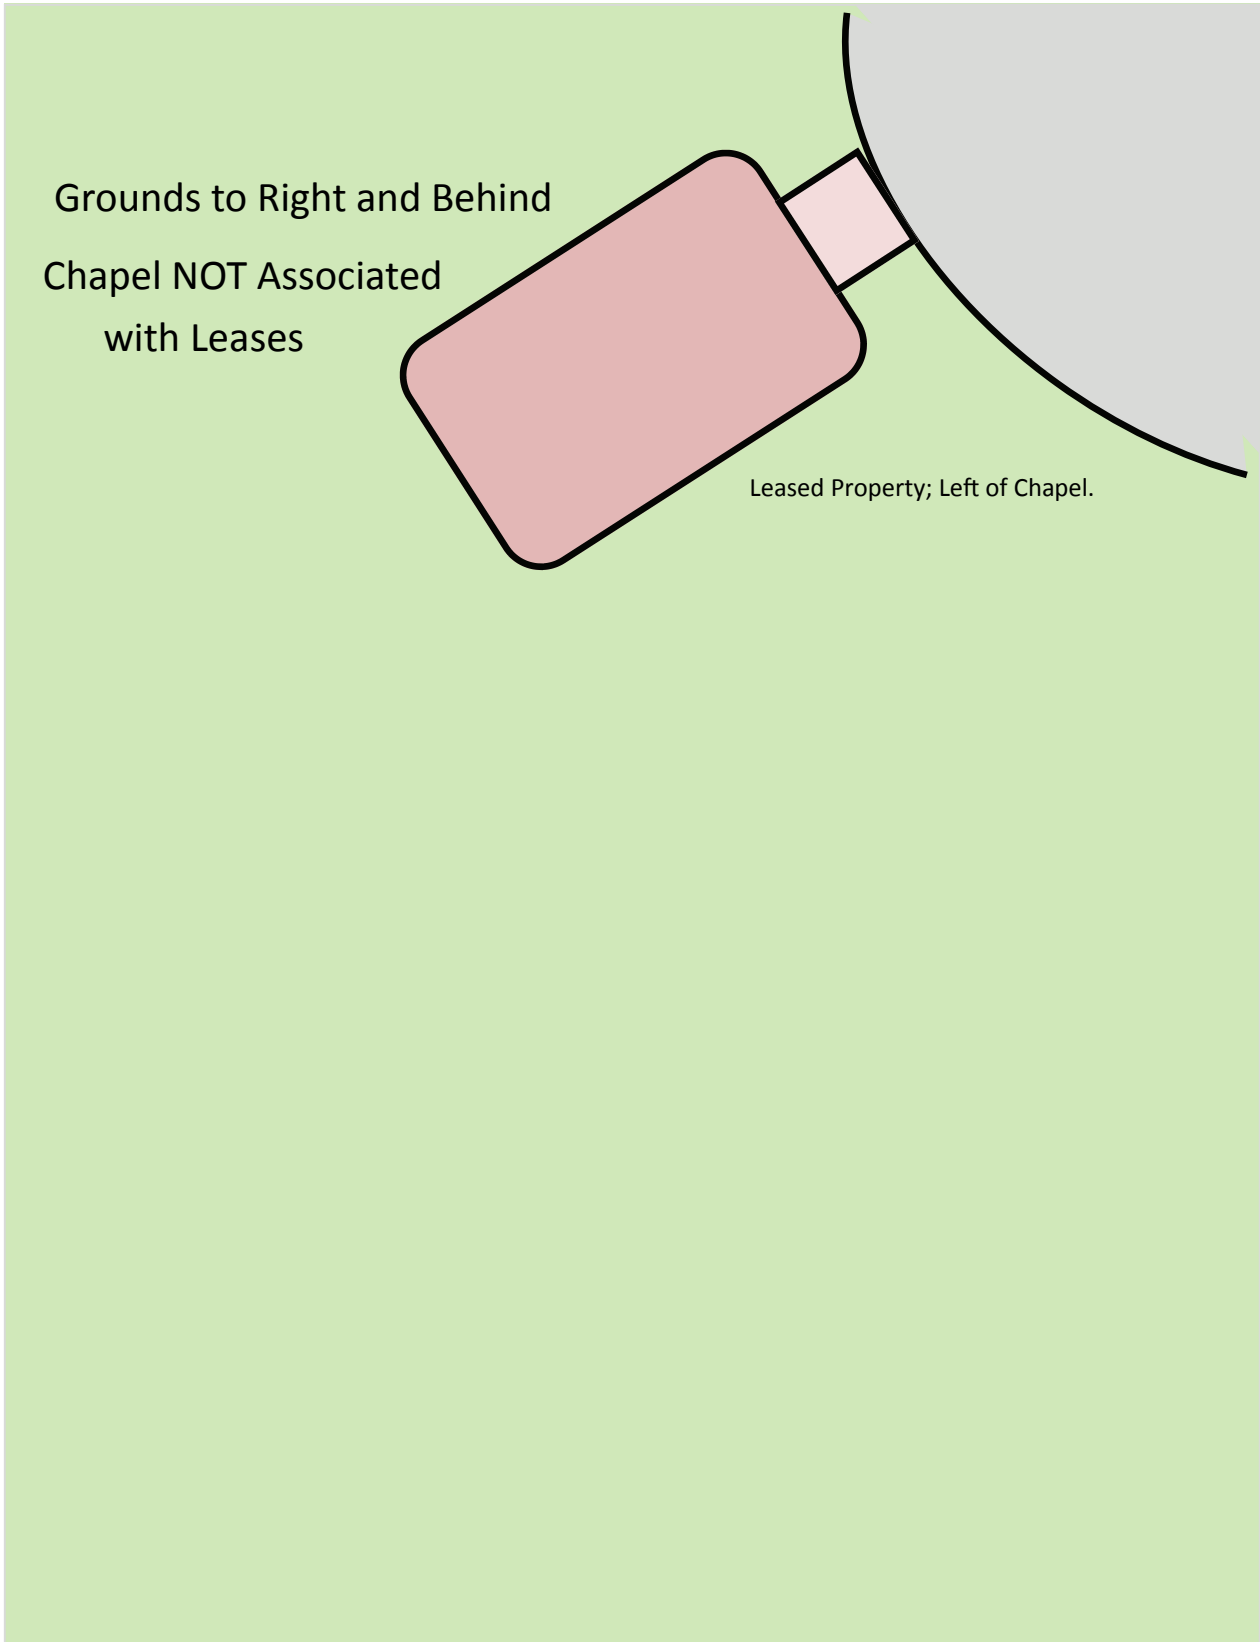 Grounds to Right and Behind
Chapel NOT Associated
with Leases
Leased Property; Left of Chapel.